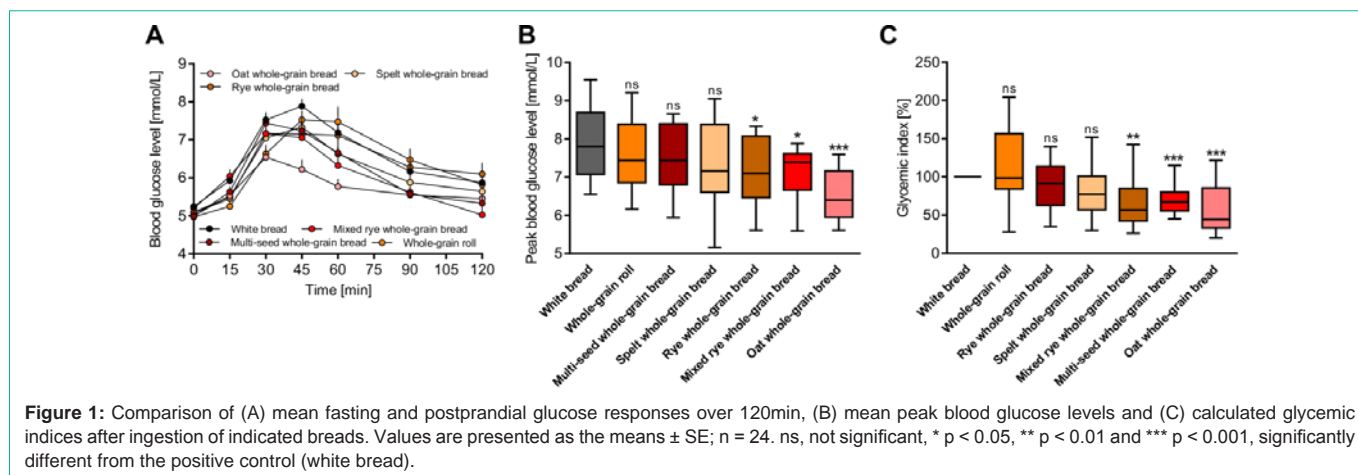 A
Blood glucose level [mmol/L]
9
8
7
6
5
4
Oat whole-grain bread
Spelt whole-grain bread
Rye whole-grain bread
White bread
Mixed rye whole-grain bread
Multi-seed whole-grain bread
Whole-grain roll
0 15 30 45 60 75 90 105 120
Time [min]
B
Peak blood glucose level [mmol/L]
10
9
8
7
6
5
ns
ns
ns
*
*
***
White bread
Whole-grain roll
Multi-seed whole-grain bread
Spelt whole-grain bread
Rye whole-grain bread
Mixed rye whole-grain bread
Oat whole-grain bread
C
Glycemic index [%]
250
200
150
100
50
0
ns
ns
ns
**
***
***
White bread
Whole-grain roll
Rye whole-grain bread
Spelt whole-grain bread
Mixed rye whole-grain bread
Multi-seed whole-grain bread
Oat whole-grain bread
Figure 1: Comparison of (A) mean fasting and postprandial glucose responses over 120min, (B) mean peak blood glucose levels and (C) calculated glycemic
indices after ingestion of indicated breads. Values are presented as the means ± SE; n = 24. ns, not significant, * p < 0.05, ** p < 0.01 and *** p < 0.001, significantly
different from the positive control (white bread).